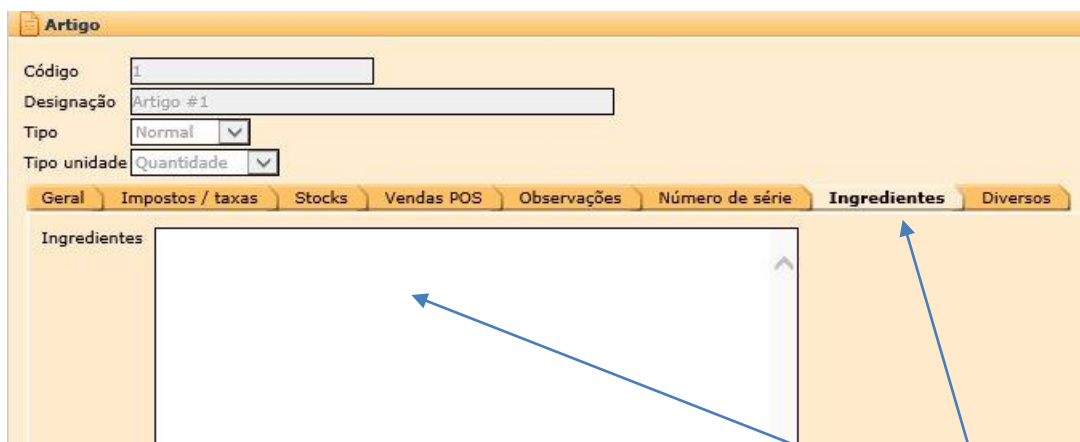 Artigo
Código 1
Designação Artigo #1
Tipo Normal
Tipo unidade Quantidade
Geral Impostos / taxas Stocks Vendas POS Observações Número de série Ingredientes Diversos
Ingredientes